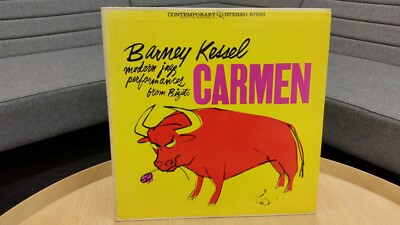 CONTEMPORARY STEREO S7563
Barney Kessel
modern jazz
performances
from Bizet's
CARMEN